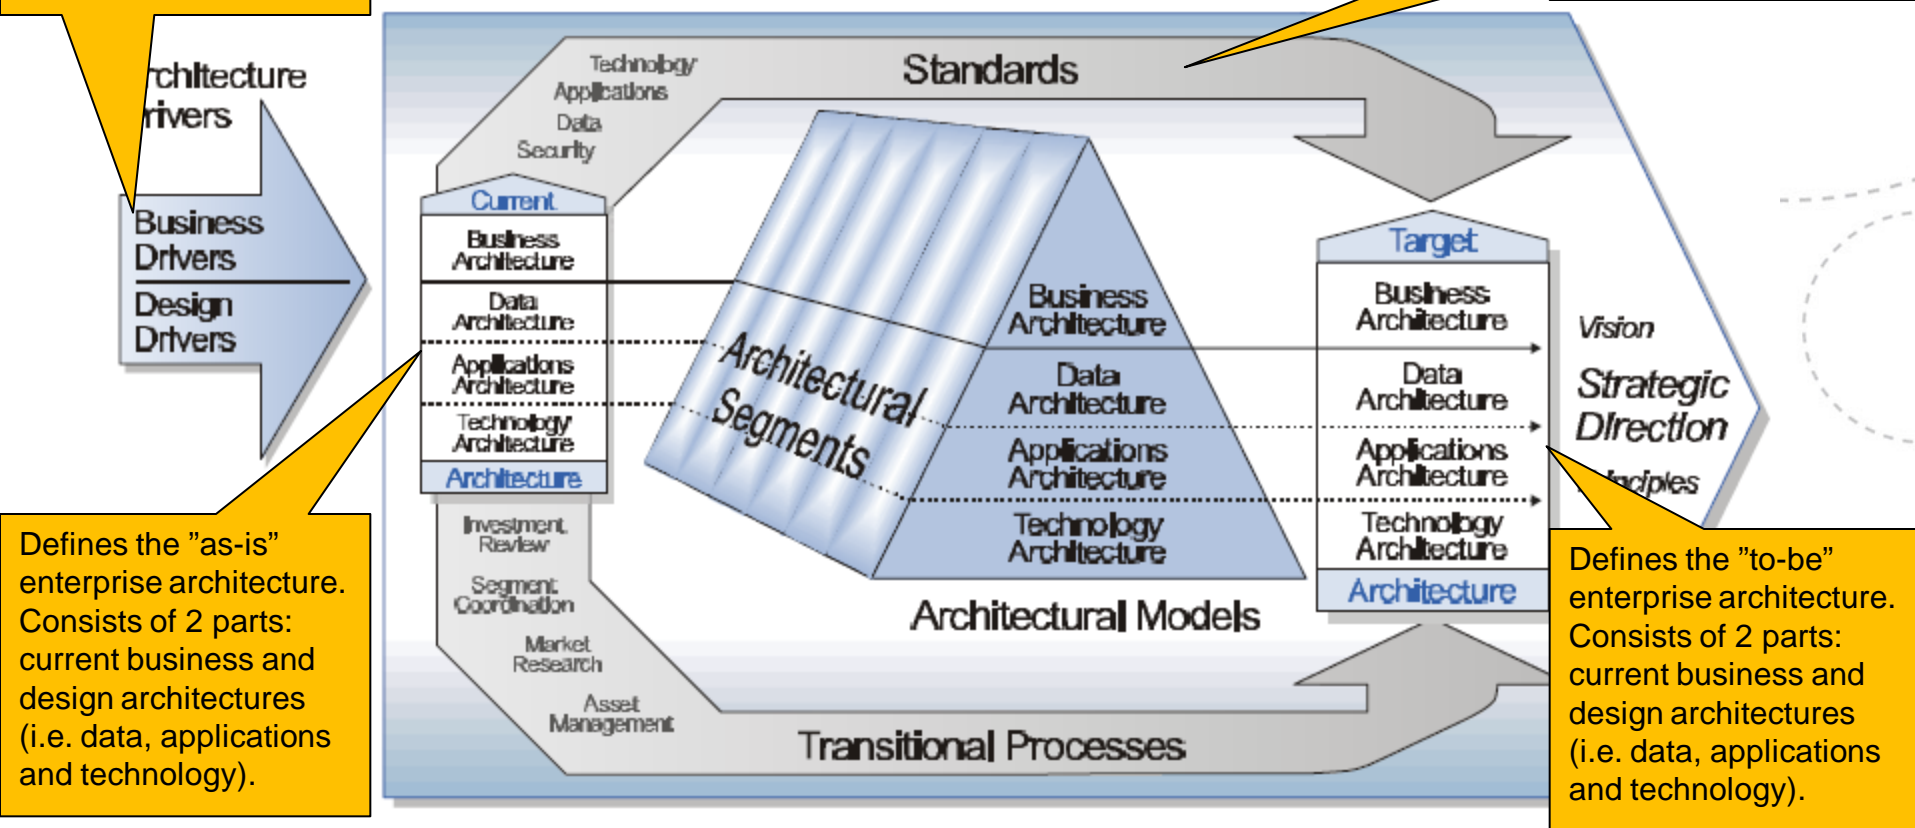 rchitecture
rivers
Business
Drivers
Design
Drivers
Technology
Applications
Data
Security
Standards
Current
Business
Architecture
Data
Architecture
Applications
Architecture
Technology
Architecture
Architecture
Investment
Review
Segment
Coordination
Market
Research
Asset
Management
Architectural
Segments
Business
Architecture
Data
Architecture
Applications
Architecture
Technology
Architecture
Architectural Models
Transitional Processes
Target
Business
Architecture
Data
Architecture
Applications
Architecture
Technology
Architecture
Architecture
Vision
Strategic
Direction
nciples
Defines the ”as-is”
enterprise architecture.
Consists of 2 parts:
current business and
design architectures
(i.e. data, applications
and technology).
Defines the ”to-be”
enterprise architecture.
Consists of 2 parts:
current business and
design architectures
(i.e. data, applications
and technology).